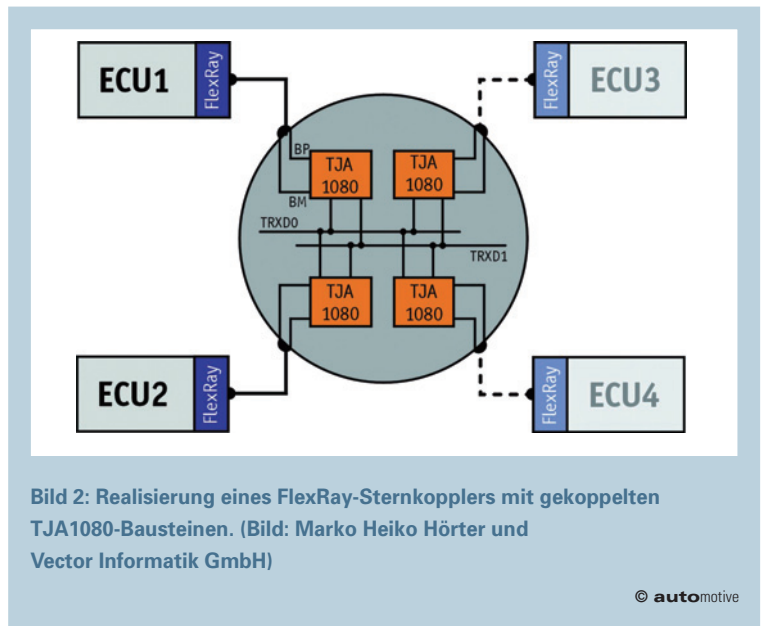 ECU1
FlexRay
FlexRay
ECU3
BP
TJA
1080
TJA
1080
BM
TRXD0
TRXD1
TJA
1080
TJA
1080
ECU2
FlexRay
FlexRay
ECU4
Bild 2: Realisierung eines FlexRay-Sternkopplers mit gekoppelten
TJA1080-Bausteinen. (Bild: Marko Heiko Hörter und
Vector Informatik GmbH)
© automotive